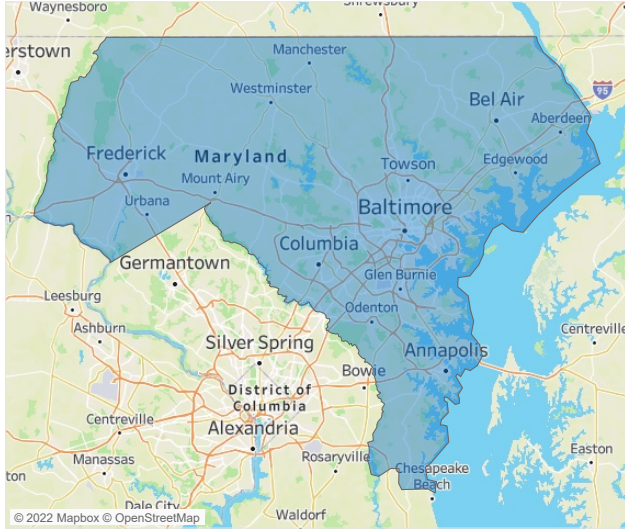 Waynesboro
Shrewsbury
erstown
Manchester
Westminster
95
Bel Air
Aberdeen
Frederick
Maryland
Towson
Edgewood
Mount Airy
Urbana
Baltimore
Columbia
Germantown
Glen Burnie
Leesburg
Odenton
Ashburn
Centreville
Silver Spring
Annapolis
Bowie
District of
Columbia
Centreville
Alexandria
Easton
Rosaryville
Manassas
Chesapeake
Beach
ton
Dale City
Waldorf
© 2022 Mapbox © OpenStreetMap